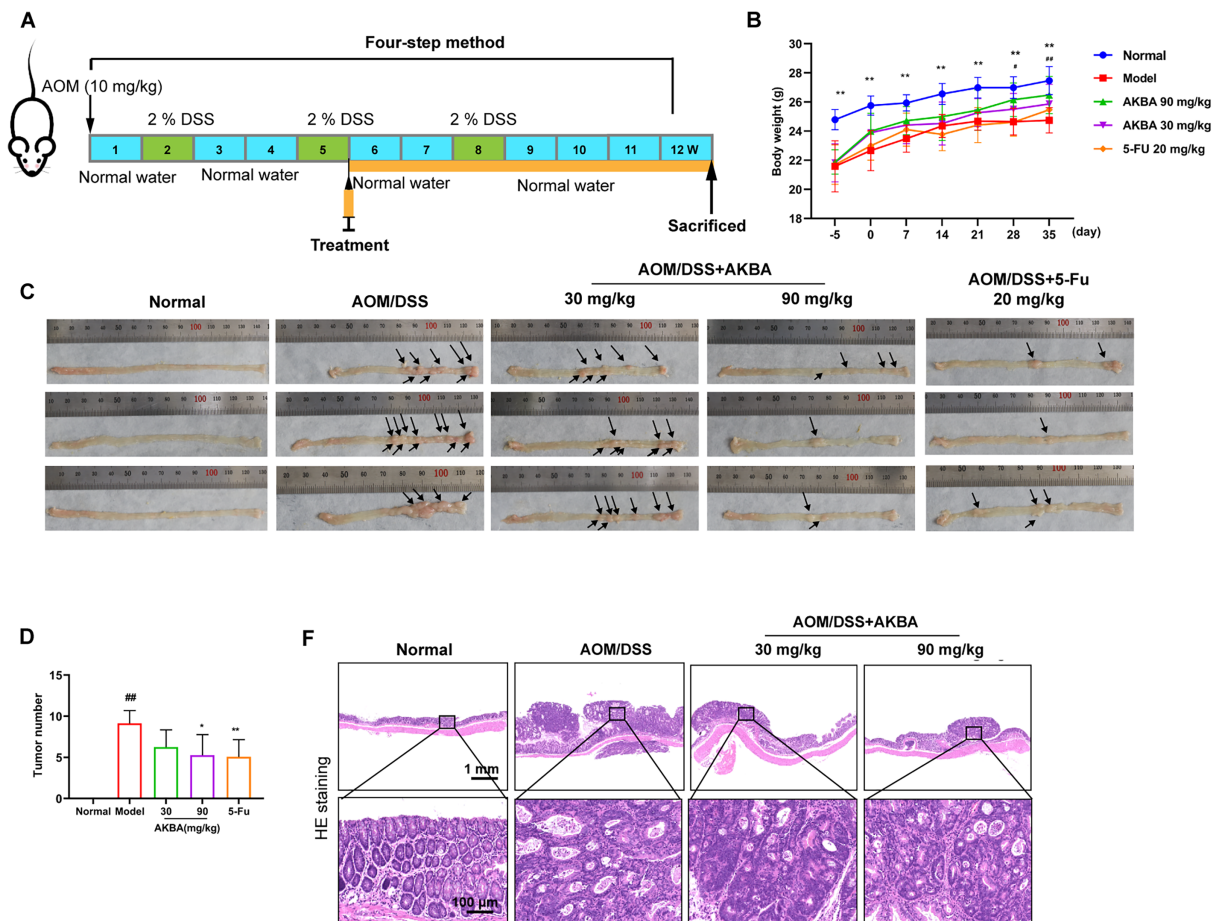 A
Four-step method
AOM (10 mg/kg)
2 % DSS 2 % DSS 2 % DSS
1 2 3 4 5 6 7 8 9 10 11 12 W
Normal water Normal water Normal water Normal water
Treatment
Sacrificed
B
Body weight (g)
30
28
26
24
22
20
18
-5 0 7 14 21 28 35 (day)
** ** ** ** ** ** **
# ##
Normal
Model
AKBA 90 mg/kg
AKBA 30 mg/kg
5-FU 20 mg/kg
C
Normal
AOM/DSS
AOM/DSS+AKBA
30 mg/kg 90 mg/kg
AOM/DSS+5-Fu
20 mg/kg
D
Tumor number
15
10
5
0
## * **
Normal Model 30 90 5-Fu
AKBA(mg/kg)
F
AOM/DSS+AKBA
Normal AOM/DSS 30 mg/kg 90 mg/kg
HE staining
1 mm
100 μm